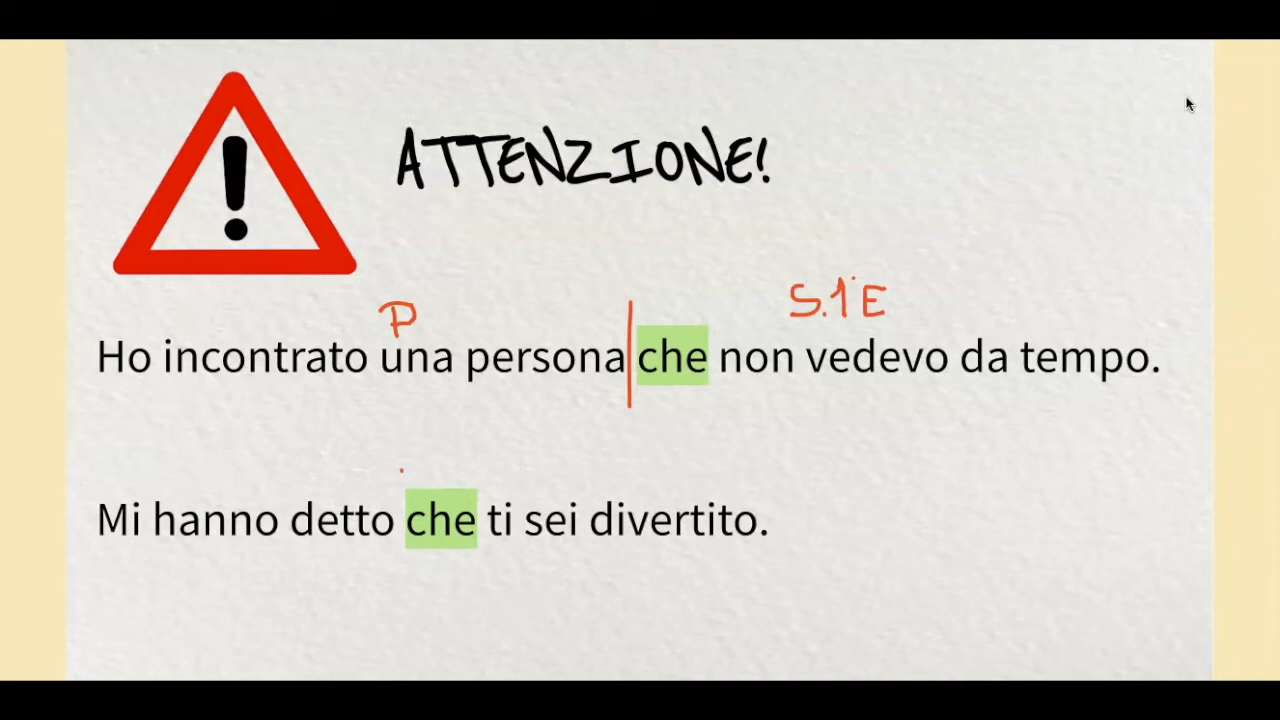 ATTENZIONE!
P S.1°E
Ho incontrato una persona che non vedevo da tempo.
Mi hanno detto che ti sei divertito.